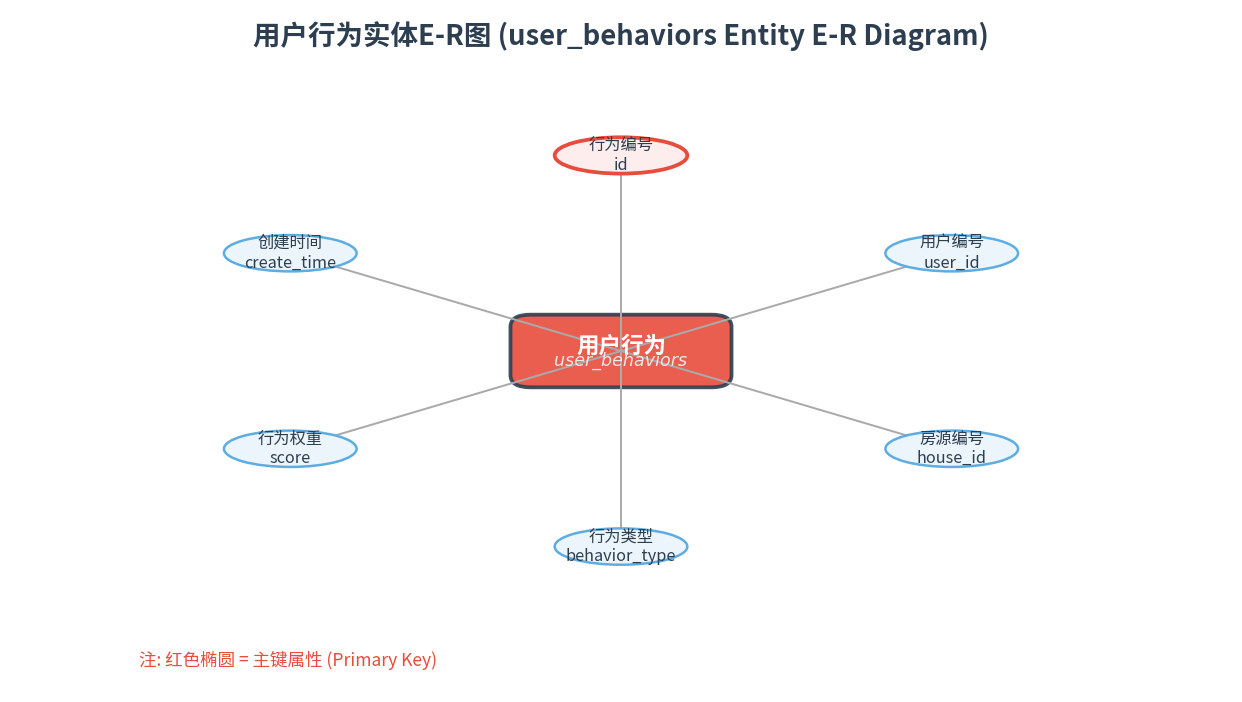 用户行为实体E-R图 (user_behaviors Entity E-R Diagram)
行为编号
id
创建时间
create_time
用户编号
user_id
用户行为
user_behaviors
行为权重
score
房源编号
house_id
行为类型
behavior_type
注: 红色椭圆 = 主键属性 (Primary Key)